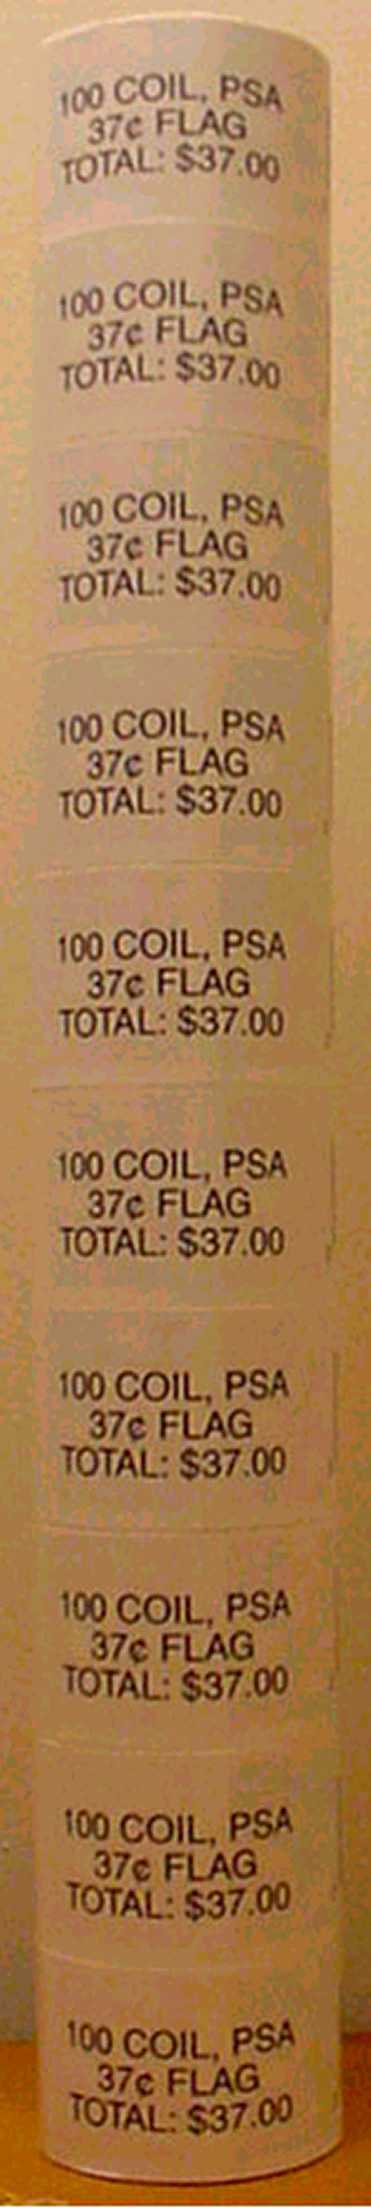 100 COIL, PSA
37¢ FLAG
TOTAL: $37.00
100 COIL, PSA
37¢ FLAG
TOTAL: $37.00
100 COIL, PSA
37¢ FLAG
TOTAL: $37.00
100 COIL, PSA
37¢ FLAG
TOTAL: $37.00
100 COIL, PSA
37¢ FLAG
TOTAL: $37.00
100 COIL, PSA
37¢ FLAG
TOTAL: $37.00
100 COIL, PSA
37¢ FLAG
TOTAL: $37.00
100 COIL, PSA
37¢ FLAG
TOTAL: $37.00
100 COIL, PSA
37¢ FLAG
TOTAL: $37.00
100 COIL, PSA
37¢ FLAG
TOTAL: $37.00